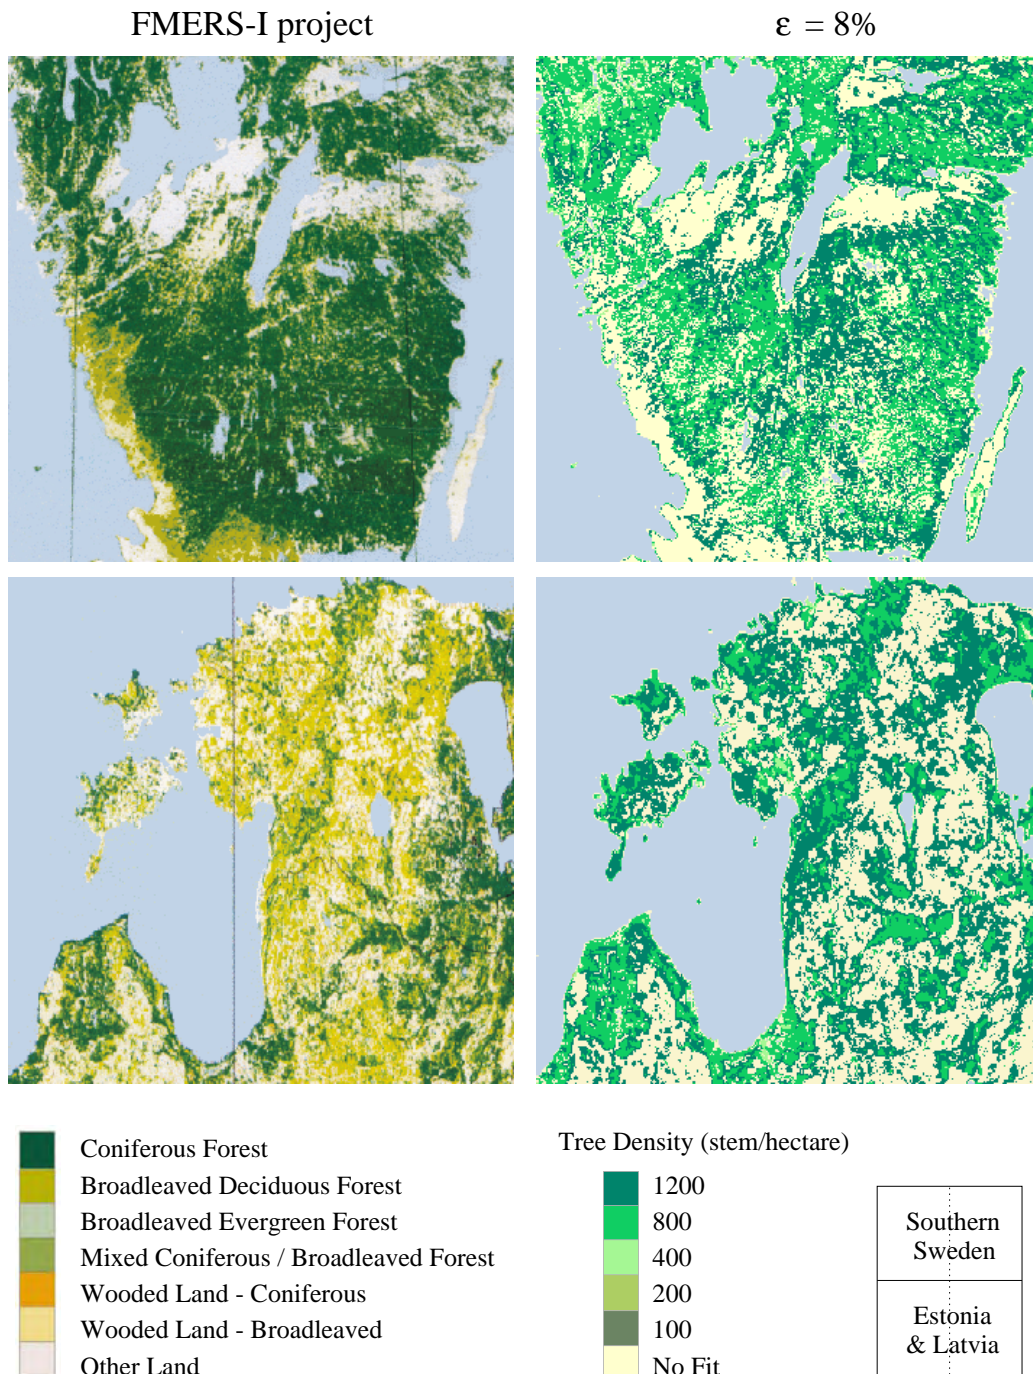 FMERS-I project
ε = 8%
Coniferous Forest
Broadleaved Deciduous Forest
Broadleaved Evergreen Forest
Mixed Coniferous / Broadleaved Forest
Wooded Land - Coniferous
Wooded Land - Broadleaved
Other Land
Tree Density (stem/hectare)
1200
800
400
200
100
No Fit
Southern
Sweden
Estonia
& Latvia